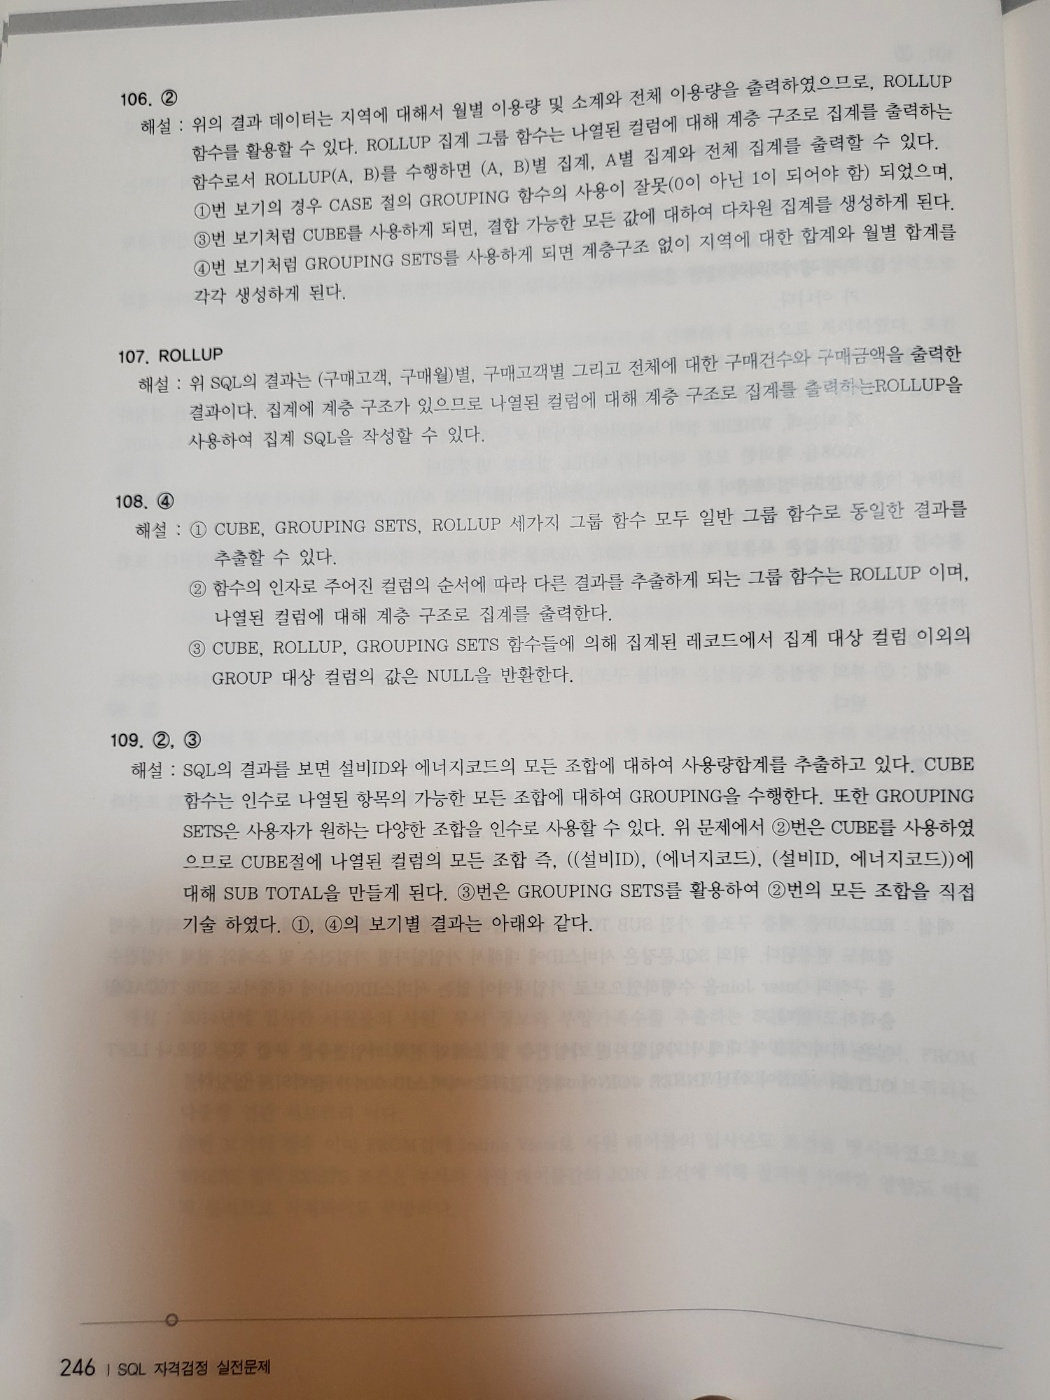 106. ②
해설 : 위의 결과 데이터는 지역에 대해서 월별 이용량 및 소계와 전체 이용량을 출력하였으므로, ROLLUP
함수를 활용할 수 있다. ROLLUP 집계 그룹 함수는 나열된 컬럼에 대해 계층 구조로 집계를 출력하는
함수로서 ROLLUP(A, B)를 수행하면 (A, B)별 집계, A별 집계와 전체 집계를 출력할 수 있다.
①번 보기의 경우 CASE 절의 GROUPING 함수의 사용이 잘못(0이 아닌 1이 되어야 함) 되었으며,
③번 보기처럼 CUBE를 사용하게 되면, 결합 가능한 모든 값에 대하여 다차원 집계를 생성하게 된다.
④번 보기처럼 GROUPING SETS를 사용하게 되면 계층구조 없이 지역에 대한 합계와 월별 합계를
각각 생성하게 된다.
107. ROLLUP
해설 : 위 SQL의 결과는 (구매고객, 구매월)별, 구매고객별 그리고 전체에 대한 구매건수와 구매금액을 출력한
결과이다. 집계에 계층 구조가 있으므로 나열된 컬럼에 대해 계층 구조로 집계를 출력하는ROLLUP을
사용하여 집계 SQL을 작성할 수 있다.
108. ④
해설 : ① CUBE, GROUPING SETS, ROLLUP 세가지 그룹 함수 모두 일반 그룹 함수로 동일한 결과를
추출할 수 있다.
② 함수의 인자로 주어진 컬럼의 순서에 따라 다른 결과를 추출하게 되는 그룹 함수는 ROLLUP 이며,
나열된 컬럼에 대해 계층 구조로 집계를 출력한다.
③ CUBE, ROLLUP, GROUPING SETS 함수들에 의해 집계된 레코드에서 집계 대상 컬럼 이외의
GROUP 대상 컬럼의 값은 NULL을 반환한다.
109. ②, ③
해설 : SQL의 결과를 보면 설비ID와 에너지코드의 모든 조합에 대하여 사용량합계를 추출하고 있다. CUBE
함수는 인수로 나열된 항목의 가능한 모든 조합에 대하여 GROUPING을 수행한다. 또한 GROUPING
SETS은 사용자가 원하는 다양한 조합을 인수로 사용할 수 있다. 위 문제에서 ②번은 CUBE를 사용하였
으므로 CUBE절에 나열된 컬럼의 모든 조합 즉, ((설비ID), (에너지코드), (설비ID, 에너지코드))에
대해 SUB TOTAL을 만들게 된다. ③번은 GROUPING SETS를 활용하여 ②번의 모든 조합을 직접
기술 하였다. ①, ④의 보기별 결과는 아래와 같다.
246 | SQL 자격검정 실전문제